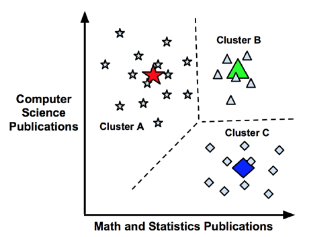 Cluster B
Computer
Science
Publications
Cluster A
Cluster C
Math and Statistics Publications